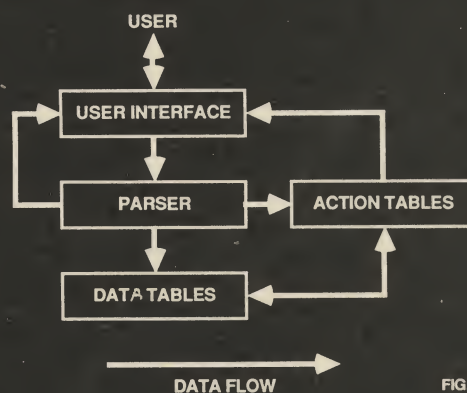 USER
USER INTERFACE
PARSER
ACTION TABLES
DATA TABLES
DATA FLOW
FIG